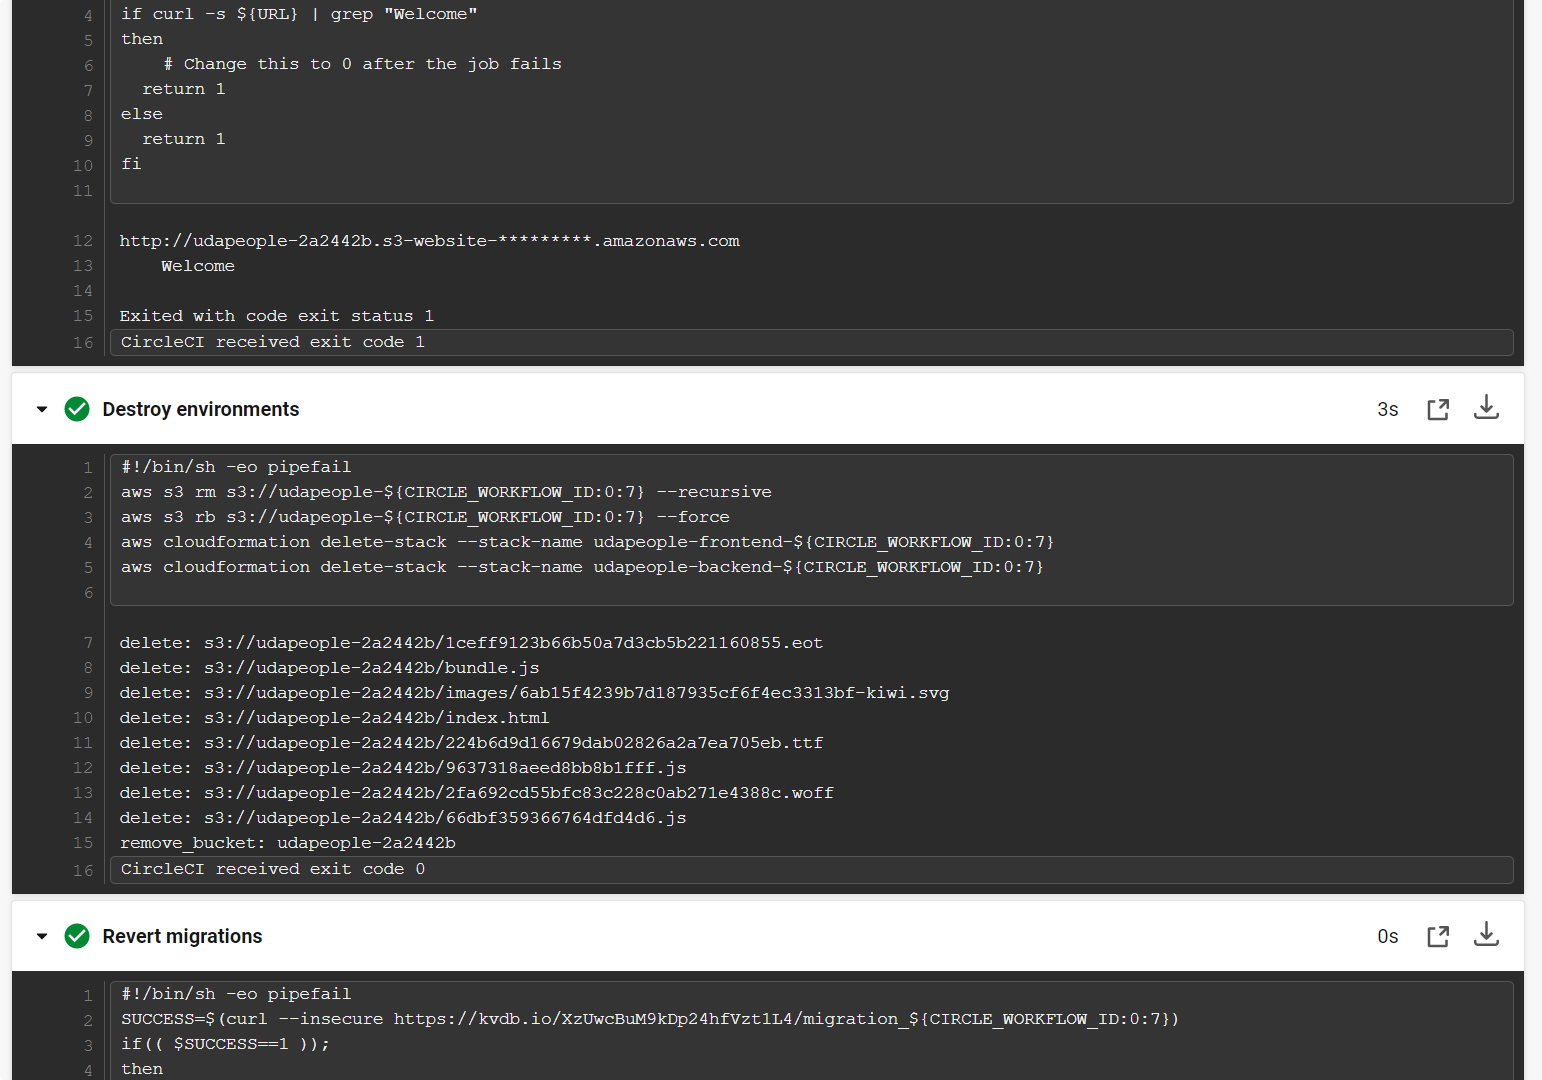 4 if curl -s ${URL} | grep "Welcome"
5 then
6 # Change this to 0 after the job fails
7 return 1
8 else
9 return 1
10 fi
11
12 http://udapeople-2a2442b.s3-website-*********.amazonaws.com
13 Welcome
14
15 Exited with code exit status 1
16 CircleCI received exit code 1
Destroy environments 3s
1 #!/bin/sh -eo pipefail
2 aws s3 rm s3://udapeople-${CIRCLE_WORKFLOW_ID:0:7} --recursive
3 aws s3 rb s3://udapeople-${CIRCLE_WORKFLOW_ID:0:7} --force
4 aws cloudformation delete-stack --stack-name udapeople-frontend-${CIRCLE_WORKFLOW_ID:0:7}
5 aws cloudformation delete-stack --stack-name udapeople-backend-${CIRCLE_WORKFLOW_ID:0:7}
6
7 delete: s3://udapeople-2a2442b/1ceff9123b66b50a7d3cb5b221160855.eot
8 delete: s3://udapeople-2a2442b/bundle.js
9 delete: s3://udapeople-2a2442b/images/6ab15f4239b7d187935cf6f4ec3313bf-kiwi.svg
10 delete: s3://udapeople-2a2442b/index.html
11 delete: s3://udapeople-2a2442b/224b6d9d16679dab02826a2a7ea705eb.ttf
12 delete: s3://udapeople-2a2442b/9637318aeed8bb8b1fff.js
13 delete: s3://udapeople-2a2442b/2fa692cd55bfc83c228c0ab271e4388c.woff
14 delete: s3://udapeople-2a2442b/66dbf359366764dfd4d6.js
15 remove_bucket: udapeople-2a2442b
16 CircleCI received exit code 0
Revert migrations 0s
1 #!/bin/sh -eo pipefail
2 SUCCESS=$(curl --insecure https://kvdb.io/XzUwcBuM9kDp24hfVzt1L4/migration_${CIRCLE_WORKFLOW_ID:0:7})
3 if(( $SUCCESS==1 ));
4 then